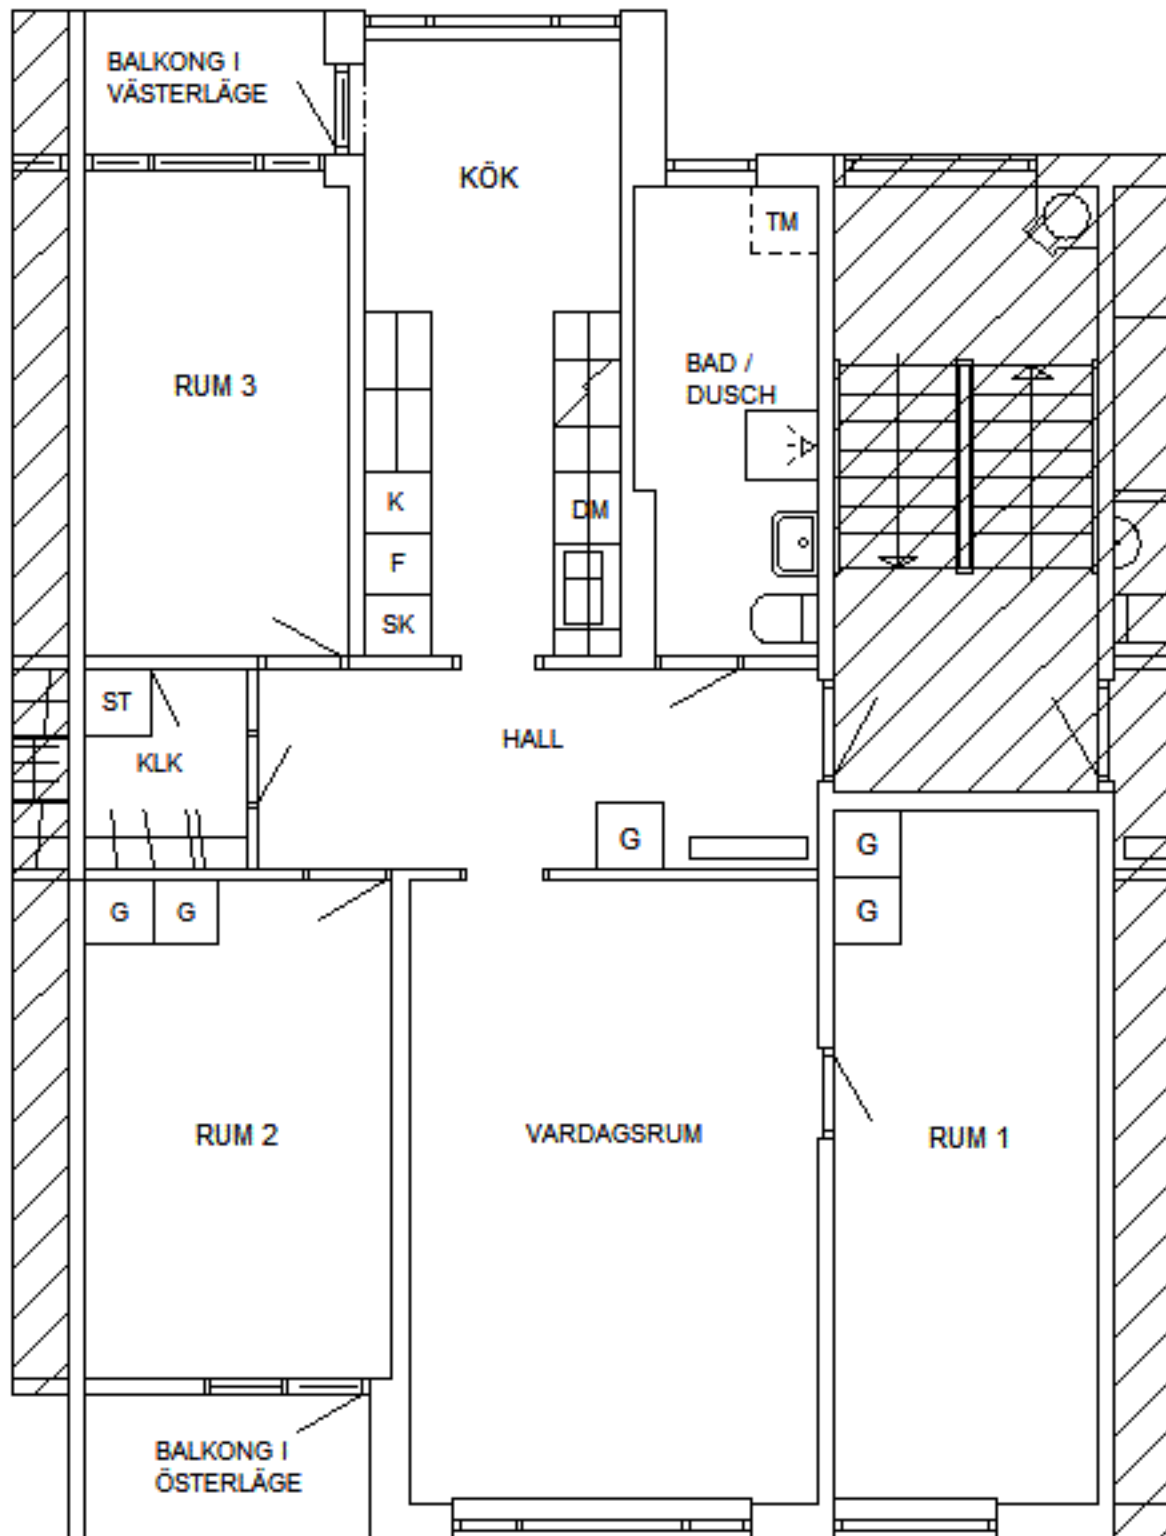 BALKONG I
VÄSTERLÄGE
KÖK
TM
RUM 3
BAD /
DUSCH
K
DM
F
SK
ST
HALL
KLK
G
G
G
G
G
RUM 2
VARDAGSRUM
RUM 1
BALKONG I
ÖSTERLÄGE